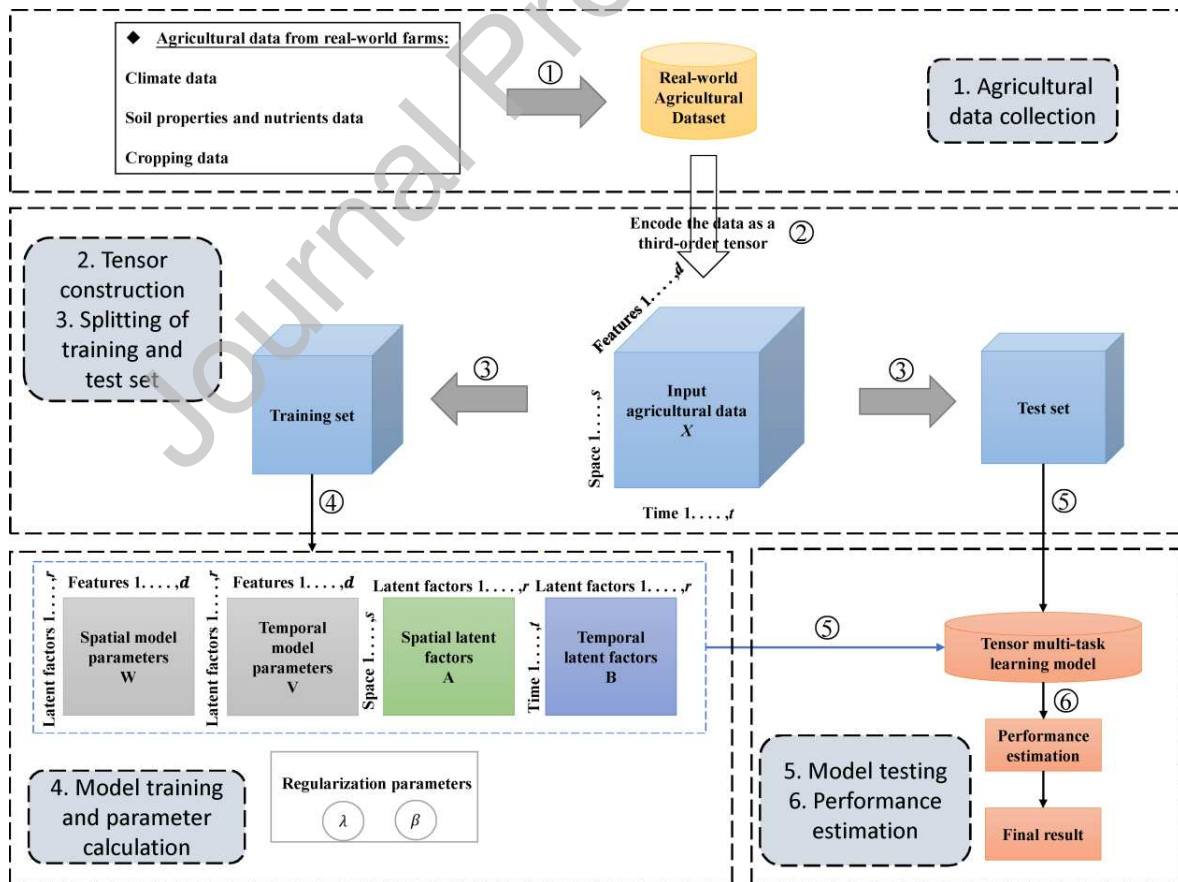 ◆ Agricultural data from real-world farms:
Climate data
Soil properties and nutrients data
Cropping data
①
Real-world
Agricultural
Dataset
1. Agricultural
data collection
Journal Pre
Encode the data as a
third-order tensor
②
2. Tensor
construction
3. Splitting of
training and
test set
Training set
③
Features 1. . . . ,d
Space 1. . . . ,s
Input
agricultural data
X
Time 1. . . . ,t
③
Test set
④
⑤
Latent factors 1. . . . ,r
Features 1. . . . ,d
Spatial model
parameters
W
Latent factors 1. . . . ,r
Features 1. . . . ,d
Temporal
model
parameters
V
Space 1. . . . ,s
Latent factors 1. . . . ,r
Spatial latent
factors
A
Time 1. . . . ,t
Latent factors 1. . . . ,r
Temporal
latent factors
B
⑤
Tensor multi-task
learning model
⑥
Performance
estimation
Final result
4. Model training
and parameter
calculation
Regularization parameters
λ
β
5. Model testing
6. Performance
estimation